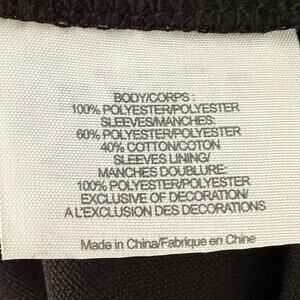 BODY/CORPS :
100% POLYESTER/POLYESTER
SLEEVES/MANCHES:
60% POLYESTER/POLYESTER
40% COTTON/COTON
SLEEVES LINING/
MANCHES DOUBLURE:
100% POLYESTER/POLYESTER
EXCLUSIVE OF DECORATION/
A L'EXCLUSION DES DECORATIONS
Made in China/Fabrique en Chine